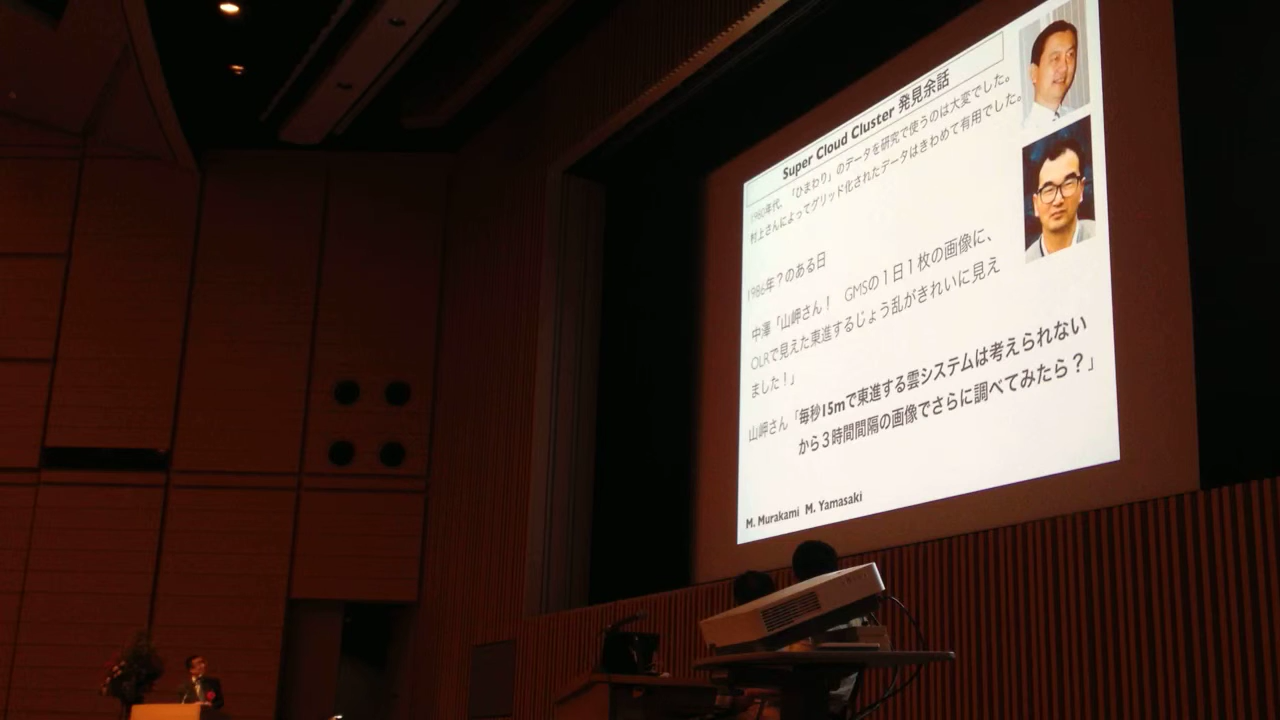 Super Cloud Cluster 発見余話
1980年代、「ひまわり」のデータを研究で使うのは大変でした。
村上さんによってグリッド化されたデータはきわめて有用でした。
1986年？のある日
中澤「山岬さん！　GMSの１日１枚の画像に、
OLRで見えた東進するじょう乱がきれいに見え
ました！」
山岬さん「毎秒15mで東進する雲システムは考えられない
から３時間間隔の画像でさらに調べてみたら？」
M. Murakami M. Yamasaki